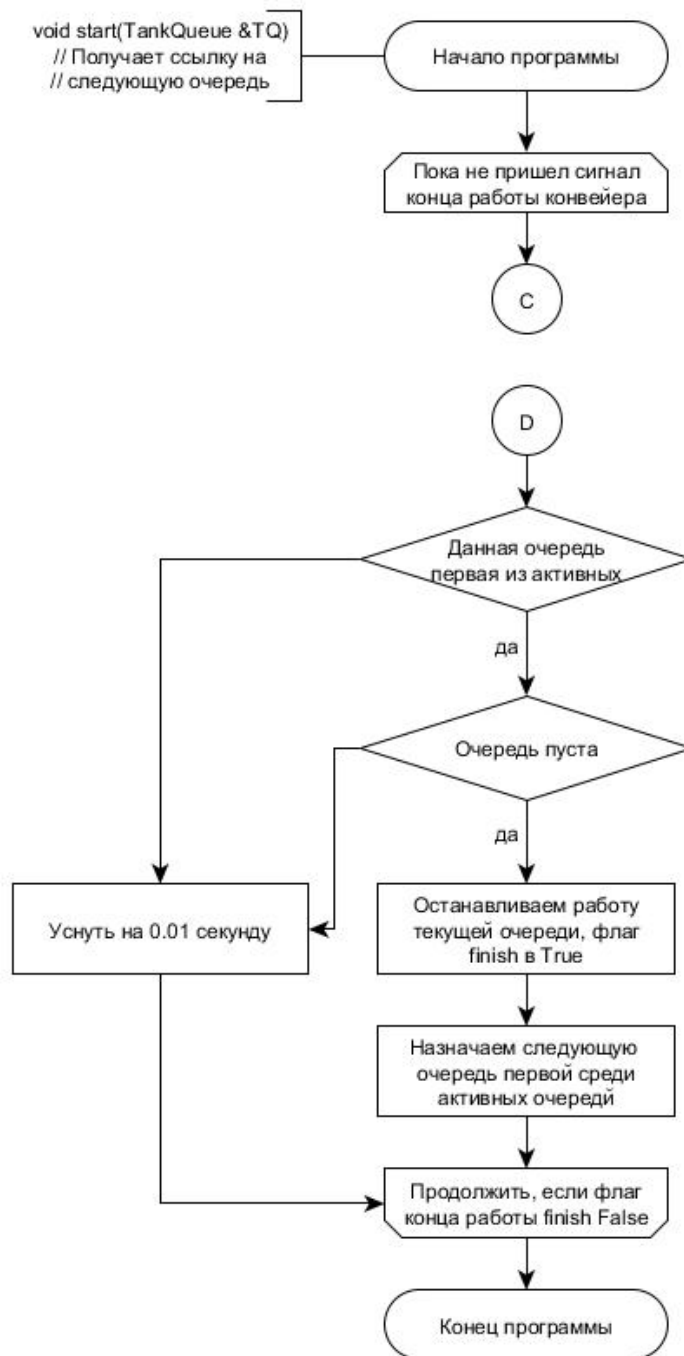 void start(TankQueue &TQ)
// Получает ссылку на
// следующую очередь
Начало программы
Пока не пришел сигнал
конца работы конвейера
C
D
Данная очередь
первая из активных
да
Очередь пуста
да
Уснуть на 0.01 секунду
Останавливаем работу
текущей очереди, флаг
finish в True
Назначаем следующую
очередь первой среди
активных очередй
Продолжить, если флаг
конца работы finish False
Конец программы